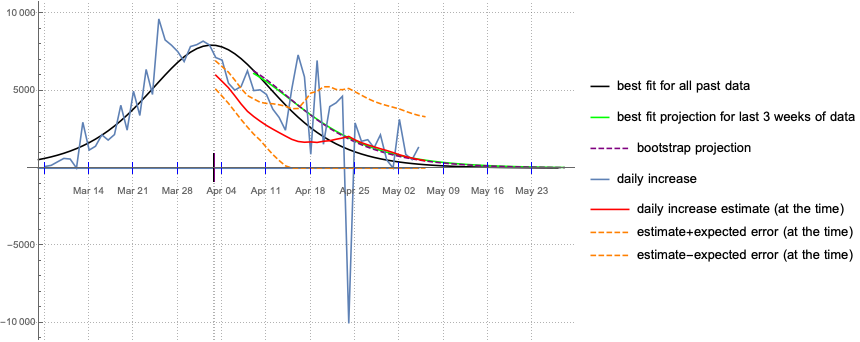 10 000
5000
−5000
−10 000
Mar 14 Mar 21 Mar 28 Apr 04 Apr 11 Apr 18 Apr 25 May 02 May 09 May 16 May 23
best fit for all past data
best fit projection for last 3 weeks of data
bootstrap projection
daily increase
daily increase estimate (at the time)
estimate+expected error (at the time)
estimate−expected error (at the time)